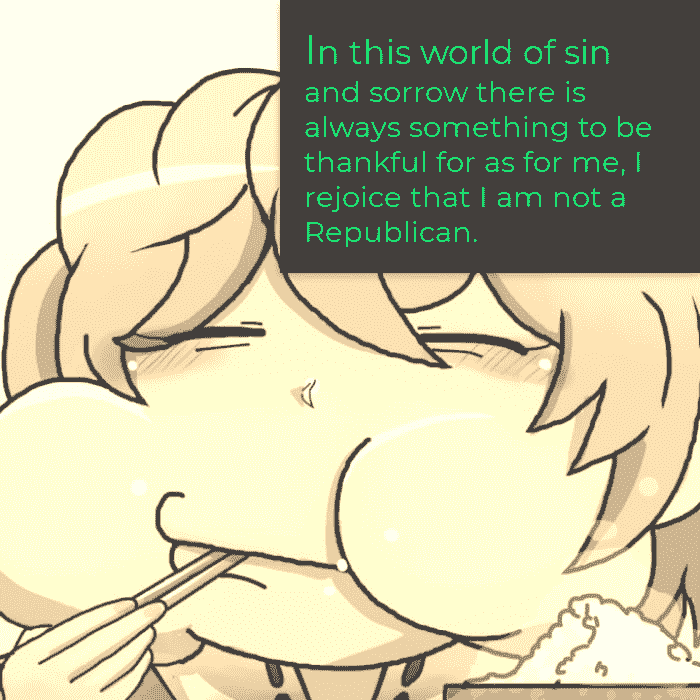 In this world of sin
and sorrow there is
always something to be
thankful for as for me, I
rejoice that I am not a
Republican.